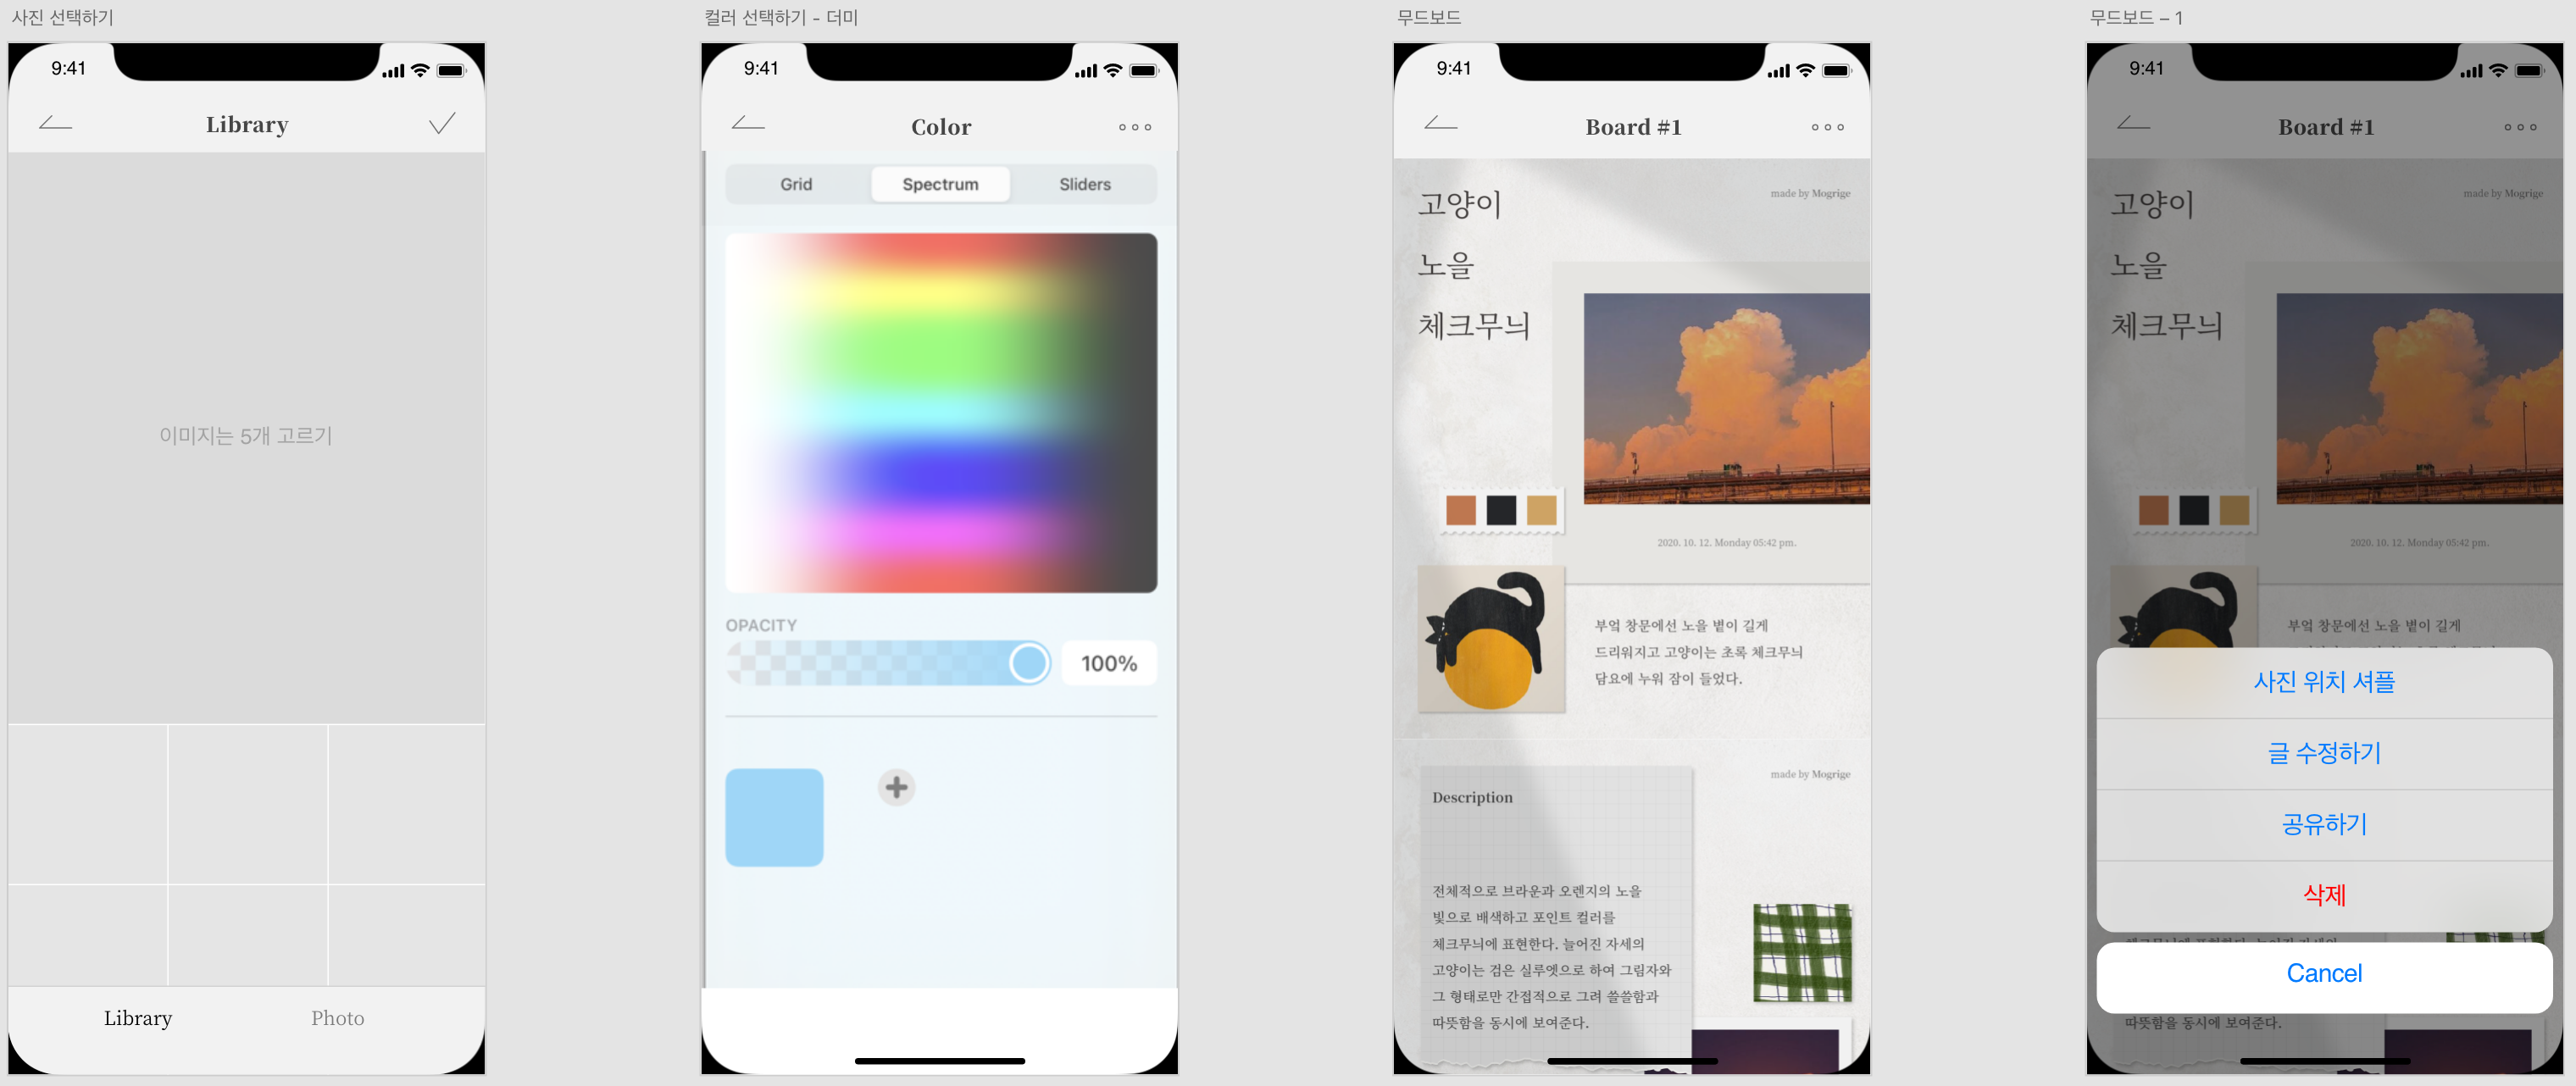 사진 선택하기
9:41
Library
이미지는 5개 고르기
Library
Photo
컬러 선택하기 - 더미
9:41
Color
Grid
Spectrum
Sliders
OPACITY
100%
무드보드
9:41
Board #1
made by Mogrige
고양이
노을
체크무늬
2020. 10. 12. Monday 05:42 pm.
부엌 창문에선 노을 볕이 길게
드리워지고 고양이는 초록 체크무늬
담요에 누워 잠이 들었다.
made by Mogrige
Description
전체적으로 브라운과 오렌지의 노을
빛으로 배색하고 포인트 컬러를
체크무늬에 표현한다. 늘어진 자세의
고양이는 검은 실루엣으로 하여 그림자와
그 형태로만 간접적으로 그려 쓸쓸함과
따뜻함을 동시에 보여준다.
무드보드 – 1
9:41
Board #1
made by Mogrige
고양이
노을
체크무늬
2020. 10. 12. Monday 05:42 pm.
부엌 창문에선 노을 볕이 길게
사진 위치 셔플
글 수정하기
공유하기
삭제
Cancel
따뜻함을 동시에 보여준다.